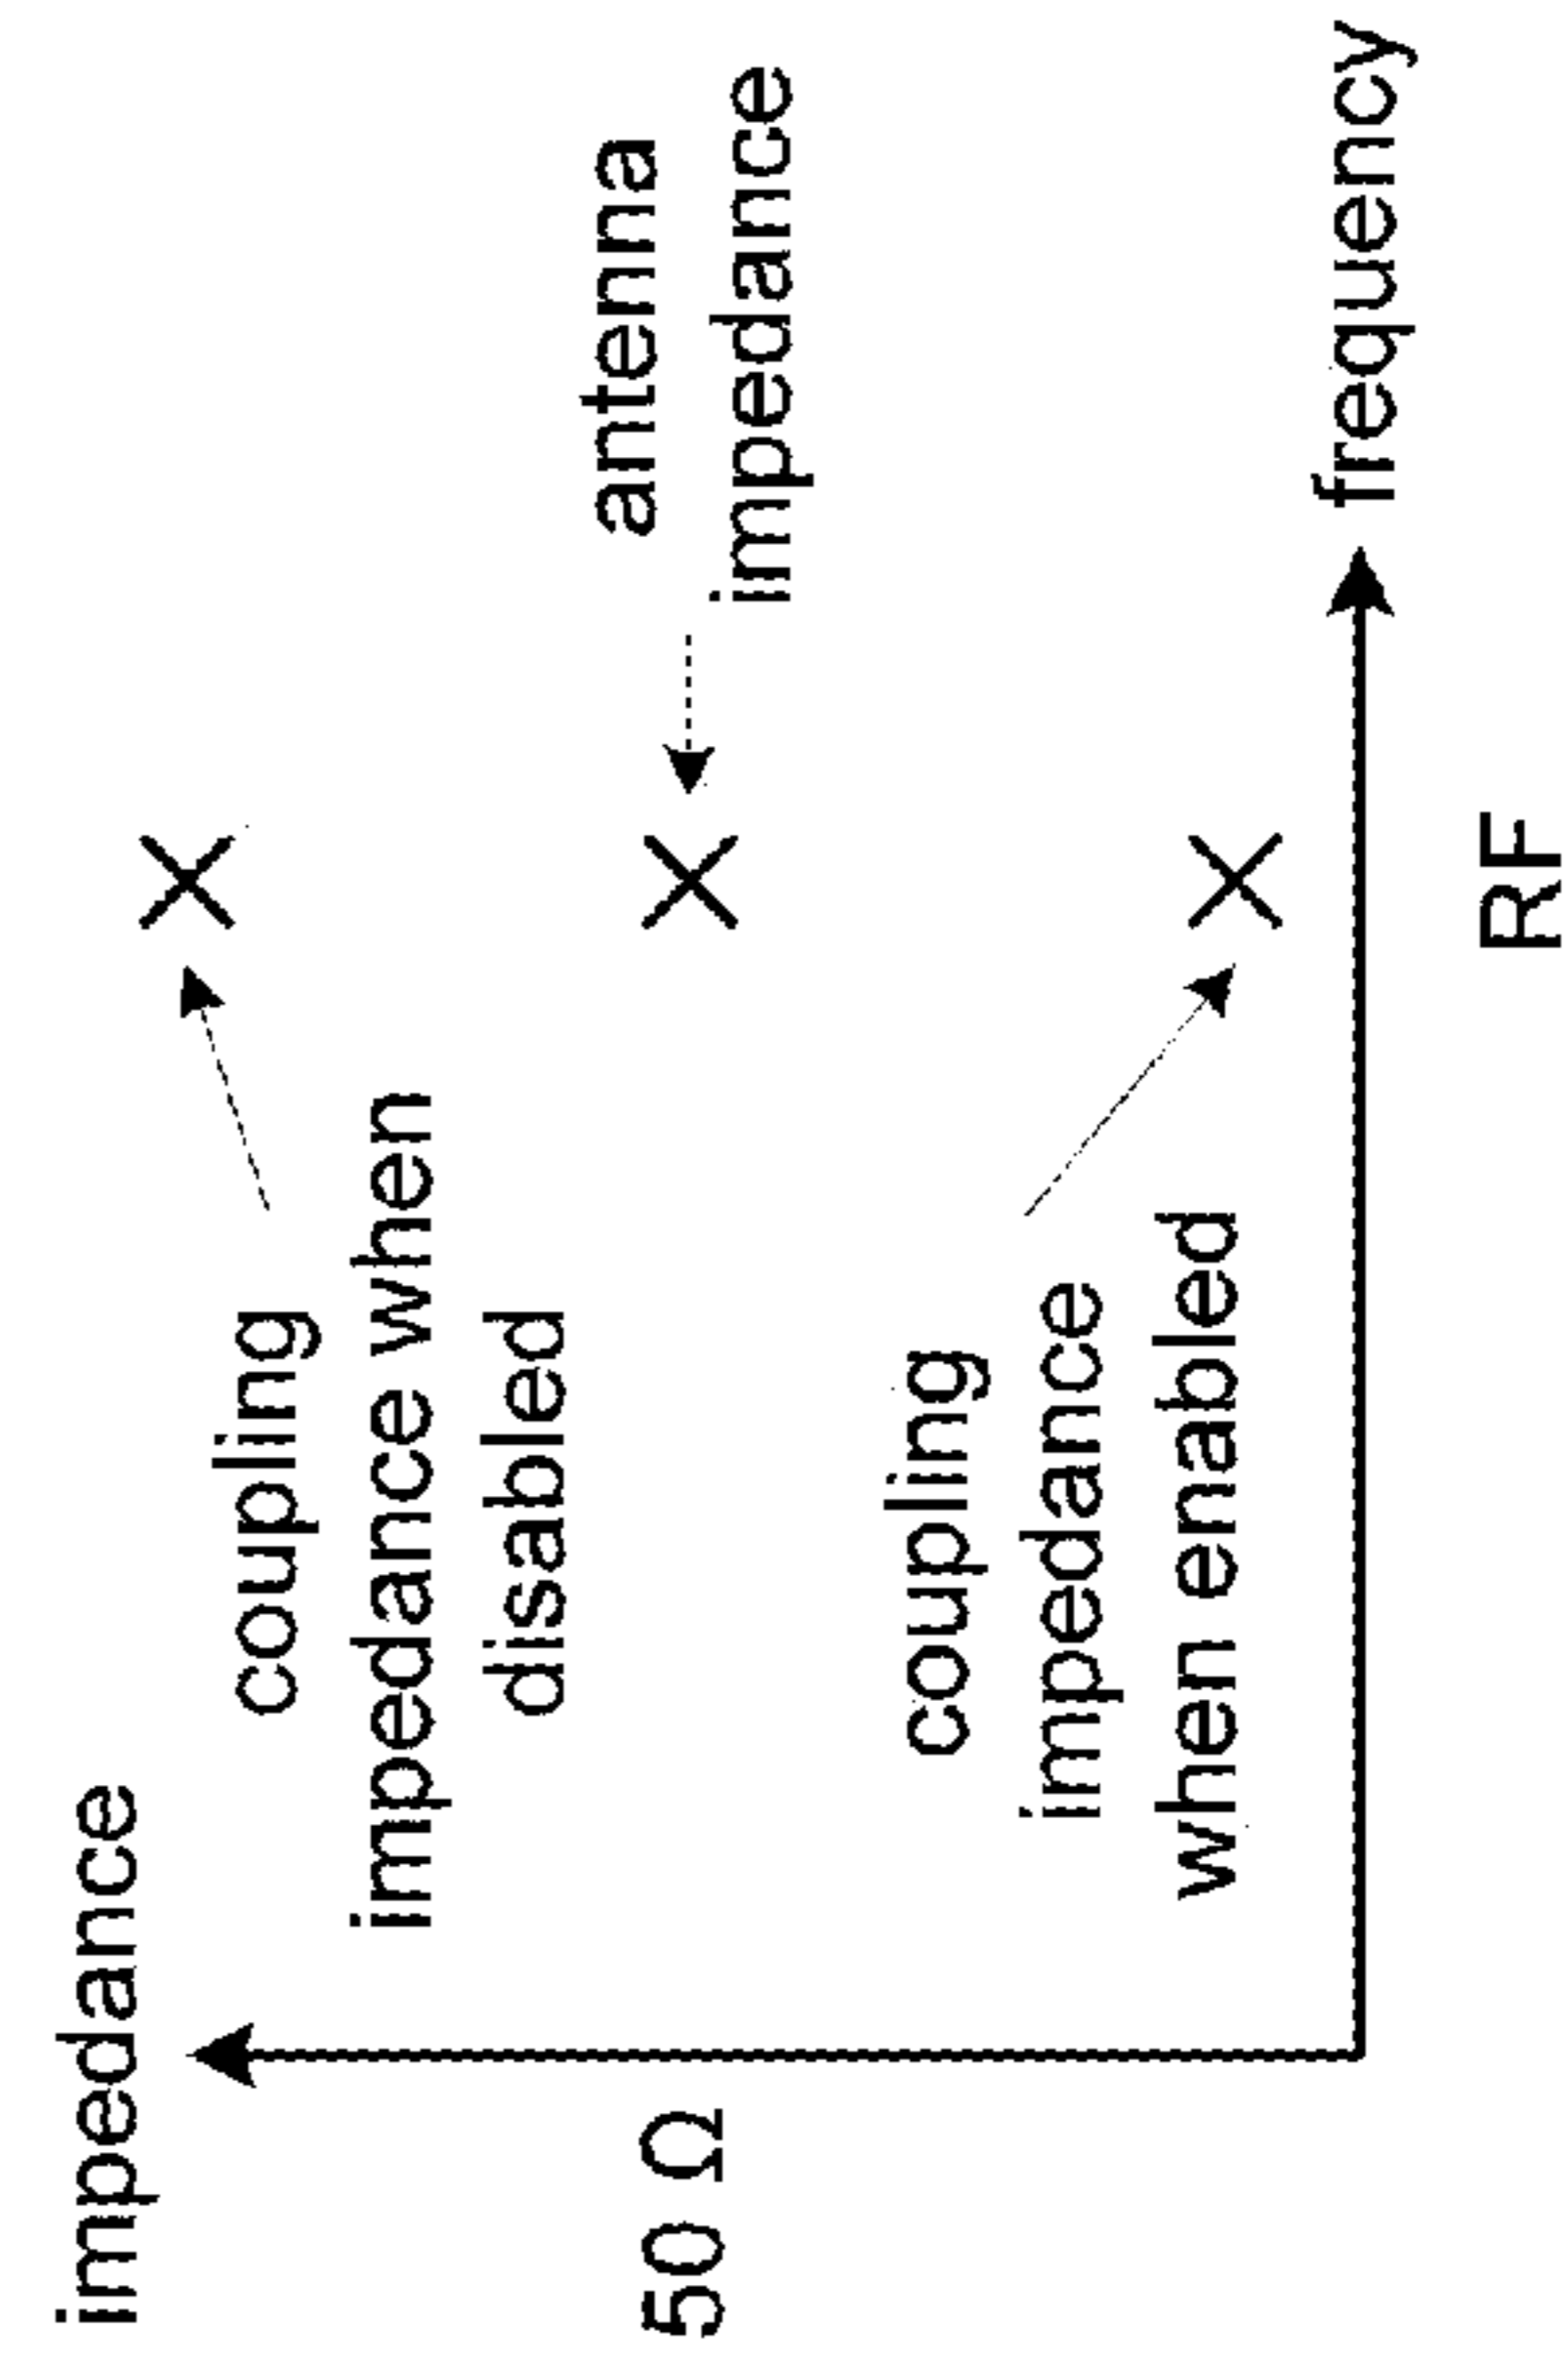 impedance
coupling
impedance when
disabled
antenna
impedance
50 Ω
coupling
impedance
when enabled
frequency
RF